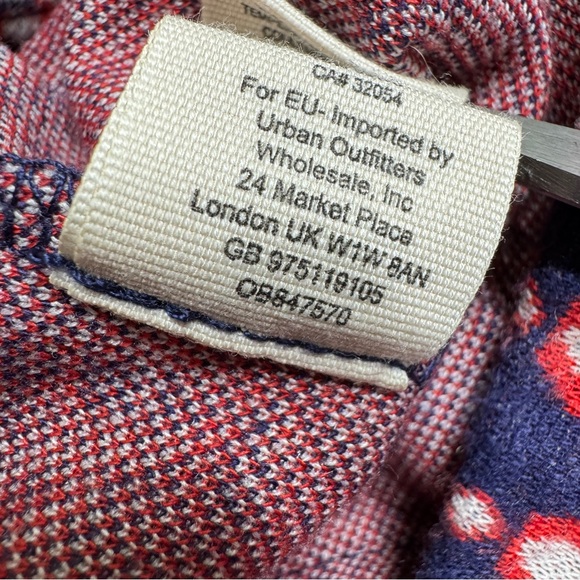 CA# 32054
For EU- Imported by
Urban Outfitters
Wholesale, Inc
24 Market Place
London UK W1W 8AN
GB 975119105
OB847570